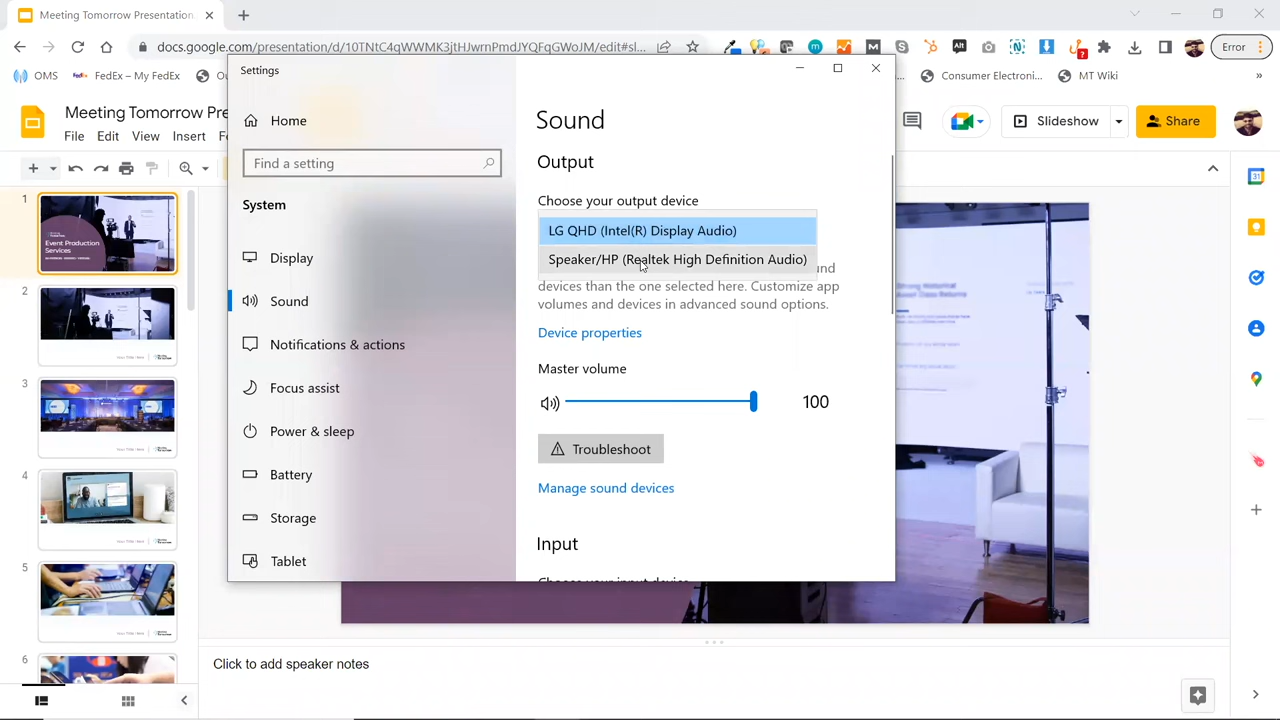 Meeting Tomorrow Presentation
docs.google.com/presentation/d/10TNtC4qWWMK3jtHJwnPmdJYQFqGWoJM/edit#sl...
Error
OMS
FedEx – My FedEx
Consumer Electroni...
MT Wiki
»
Meeting Tomorrow Pre
File
Edit
View
Insert
Slideshow
Share
Settings
Home
Find a setting
System
Display
Sound
Notifications & actions
Focus assist
Power & sleep
Battery
Storage
Tablet
Sound
Output
Choose your output device
LG QHD (Intel(R) Display Audio)
Speaker/HP (Realtek High Definition Audio)
und
devices than the one selected here. Customize app
volumes and devices in advanced sound options.
Device properties
Master volume
100
Troubleshoot
Manage sound devices
Input
1
Event Production
Services
2
3
4
5
6
Click to add speaker notes